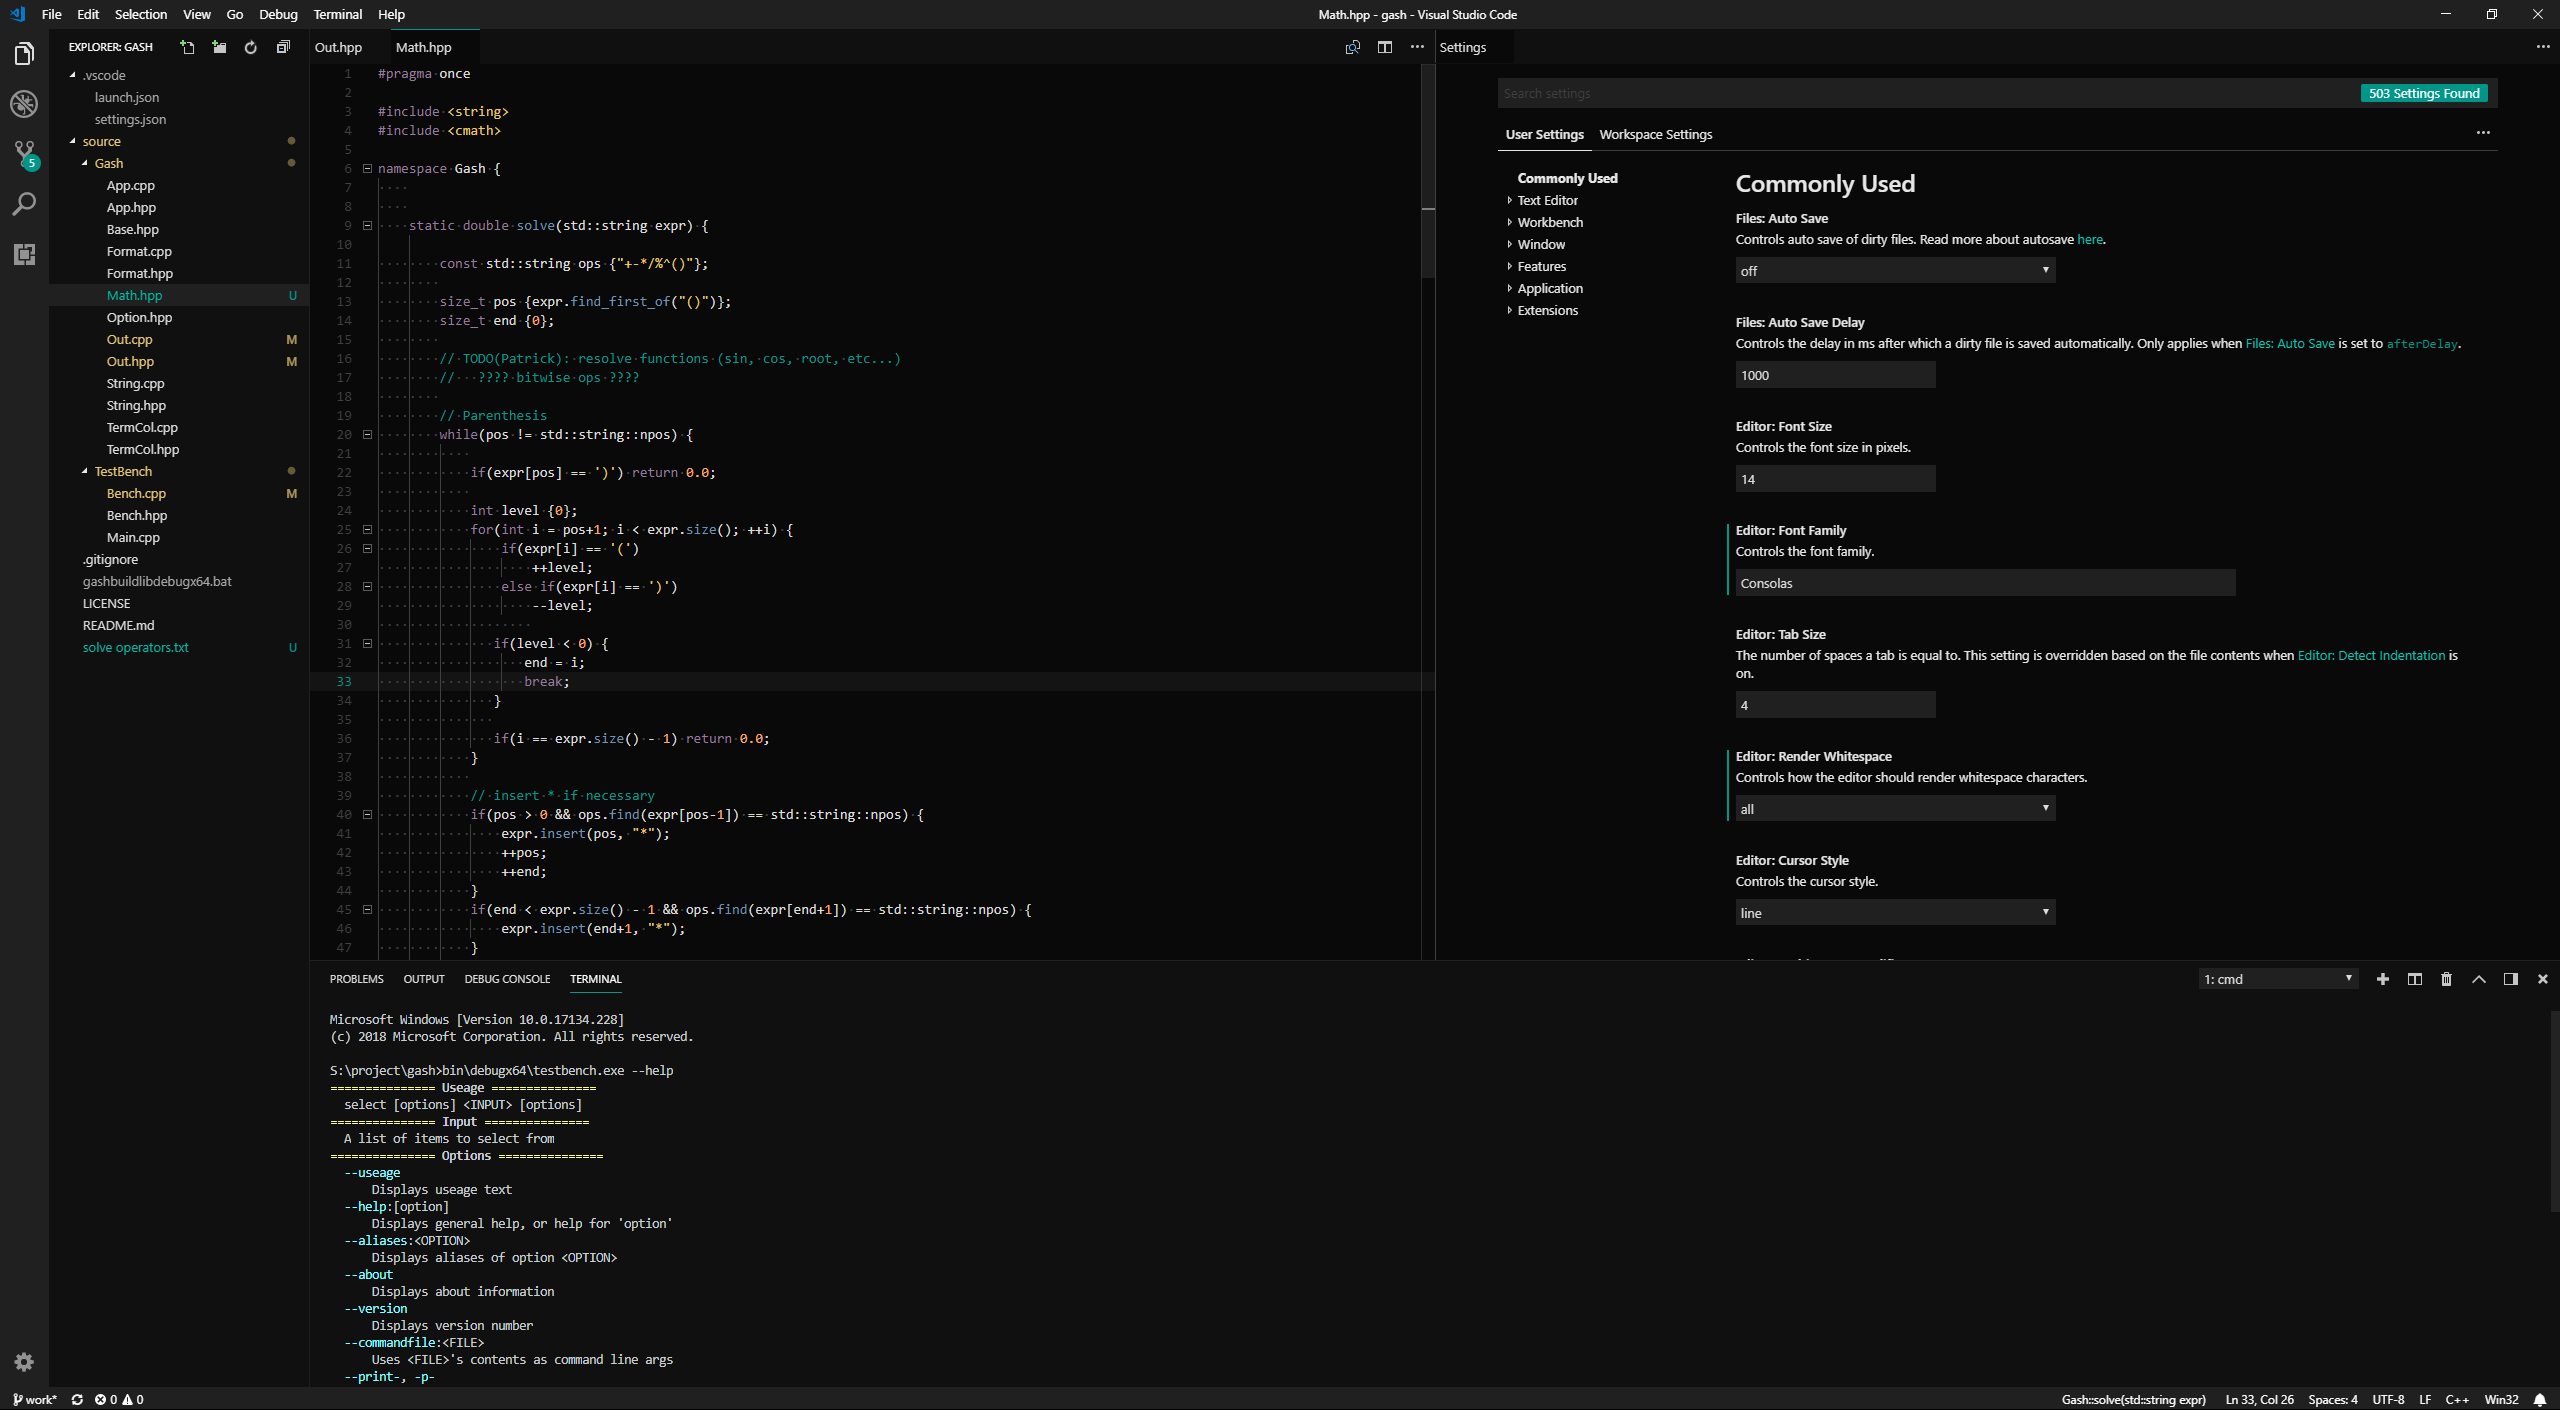 File Edit Selection View Go Debug Terminal Help
Math.hpp - gash - Visual Studio Code
EXPLORER: GASH
.vscode
launch.json
settings.json
source
Gash
App.cpp
App.hpp
Base.hpp
Format.cpp
Format.hpp
Math.hpp U
Option.hpp
Out.cpp M
Out.hpp M
String.cpp
String.hpp
TermCol.cpp
TermCol.hpp
TestBench
Bench.cpp M
Bench.hpp
Main.cpp
.gitignore
gashbuildlibdebugx64.bat
LICENSE
README.md
solve operators.txt U
5
Out.hpp Math.hpp
1 #pragma once
2
3 #include <string>
4 #include <cmath>
5
6 namespace Gash {
7
8
9 static double solve(std::string expr) {
10
11 const std::string ops {"+-*/%^()"};
12
13 size_t pos {expr.find_first_of("()")};
14 size_t end {0};
15
16 // TODO(Patrick): resolve functions (sin, cos, root, etc...)
17 // ???? bitwise ops ????
18
19 // Parenthesis
20 while(pos != std::string::npos) {
21
22 if(expr[pos] == ')') return 0.0;
23
24 int level {0};
25 for(int i = pos+1; i < expr.size(); ++i) {
26 if(expr[i] == '(')
27 ++level;
28 else if(expr[i] == ')')
29 --level;
30
31 if(level < 0) {
32 end = i;
33 break;
34 }
35
36 if(i == expr.size() - 1) return 0.0;
37 }
38
39 // insert * if necessary
40 if(pos > 0 && ops.find(expr[pos-1]) == std::string::npos) {
41 expr.insert(pos, "*");
42 ++pos;
43 ++end;
44 }
45 if(end < expr.size() - 1 && ops.find(expr[end+1]) == std::string::npos) {
46 expr.insert(end+1, "*");
47 }
Settings
Search settings
503 Settings Found
User Settings Workspace Settings
Commonly Used
Text Editor
Workbench
Window
Features
Application
Extensions
Commonly Used
Files: Auto Save
Controls auto save of dirty files. Read more about autosave here.
off
Files: Auto Save Delay
Controls the delay in ms after which a dirty file is saved automatically. Only applies when Files: Auto Save is set to afterDelay.
1000
Editor: Font Size
Controls the font size in pixels.
14
Editor: Font Family
Controls the font family.
Consolas
Editor: Tab Size
The number of spaces a tab is equal to. This setting is overridden based on the file contents when Editor: Detect Indentation is
on.
4
Editor: Render Whitespace
Controls how the editor should render whitespace characters.
all
Editor: Cursor Style
Controls the cursor style.
line
PROBLEMS OUTPUT DEBUG CONSOLE TERMINAL
1: cmd
Microsoft Windows [Version 10.0.17134.228]
(c) 2018 Microsoft Corporation. All rights reserved.
S:\project\gash>bin\debugx64\testbench.exe --help
=============== Useage ===============
select [options] <INPUT> [options]
=============== Input ===============
A list of items to select from
=============== Options ===============
--useage
Displays useage text
--help:[option]
Displays general help, or help for 'option'
--aliases:<OPTION>
Displays aliases of option <OPTION>
--about
Displays about information
--version
Displays version number
--commandfile:<FILE>
Uses <FILE>'s contents as command line args
--print-, -p-
work* 0 0
Gash::solve(std::string expr) Ln 33, Col 26 Spaces: 4 UTF-8 LF C++ Win32